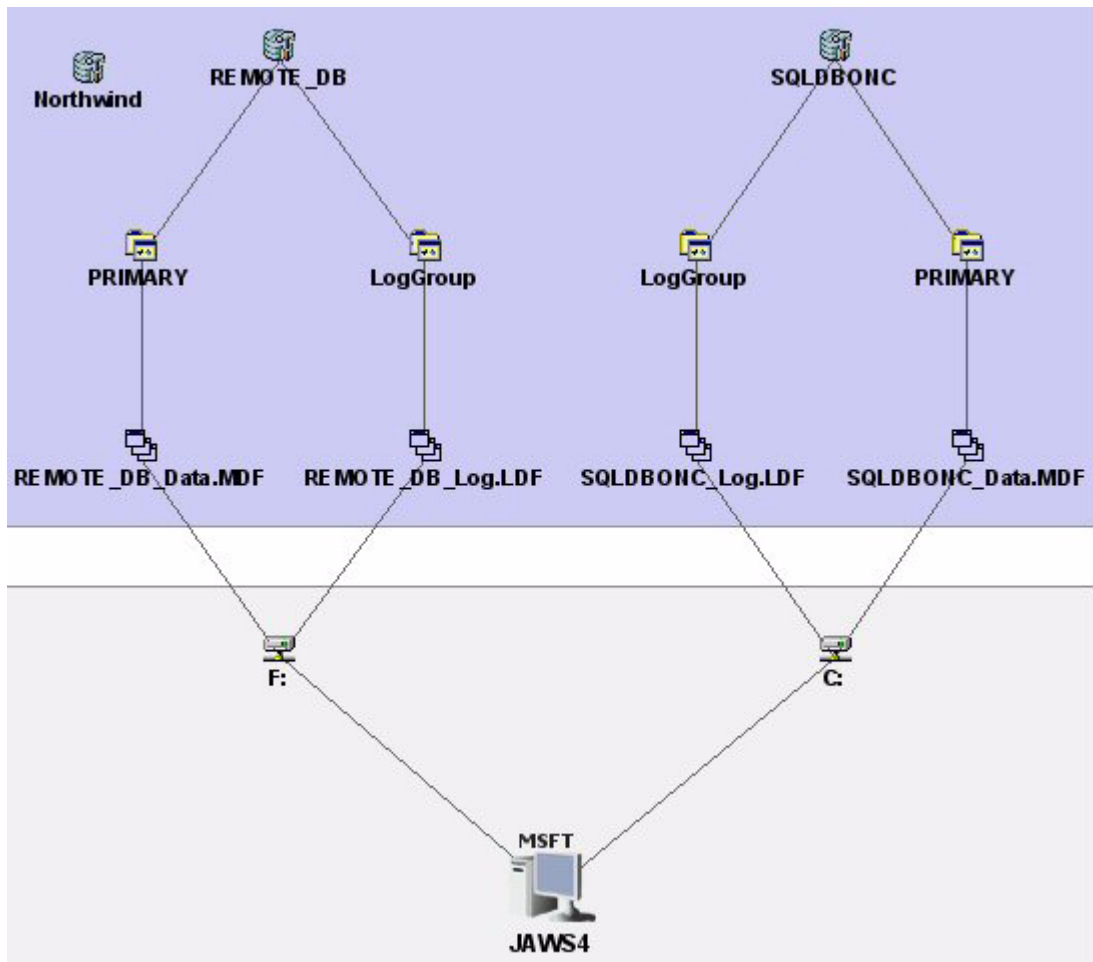 REMOTE_DB
SQLDBONC
Northwind
PRIMARY
LogGroup
LogGroup
PRIMARY
REMOTE_DB_Data.MDF
REMOTE_DB_Log.LDF
SQLDBONC_Log.LDF
SQLDBONC_Data.MDF
F:
C:
MSFT
JAWS4